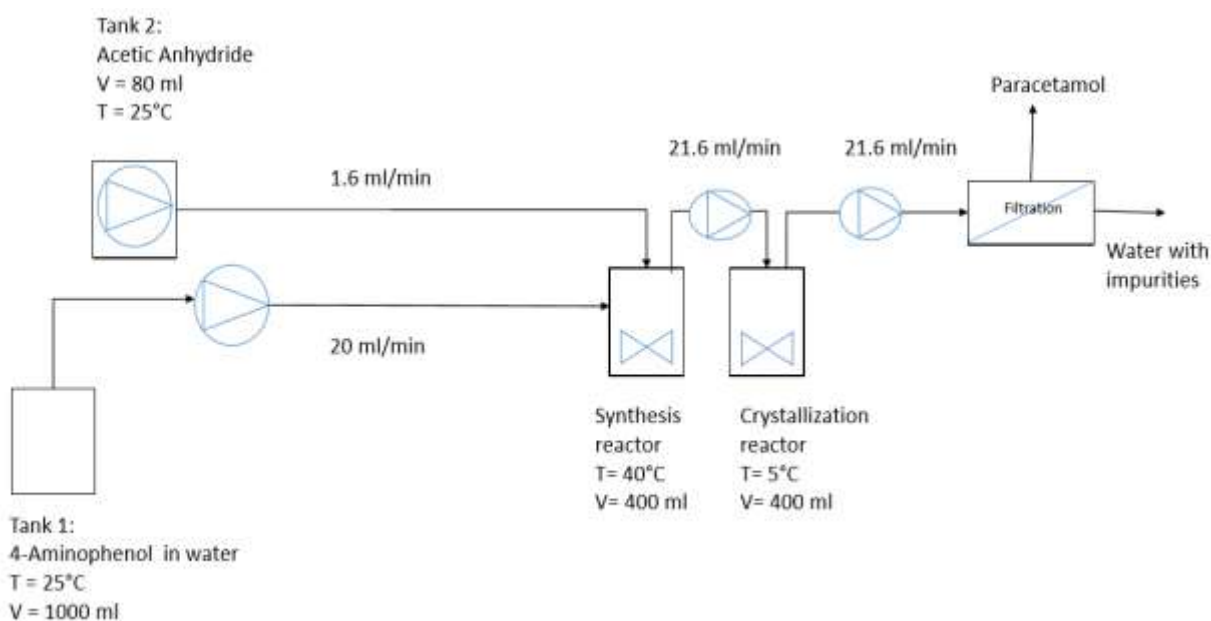 Tank 2:
Acetic Anhydride
V = 80 ml
T = 25°C
Paracetamol
1.6 ml/min
21.6 ml/min
21.6 ml/min
Filtration
Water with
impurities
20 ml/min
Synthesis
reactor
T= 40°C
V= 400 ml
Crystallization
reactor
T= 5°C
V= 400 ml
Tank 1:
4-Aminophenol in water
T = 25°C
V = 1000 ml